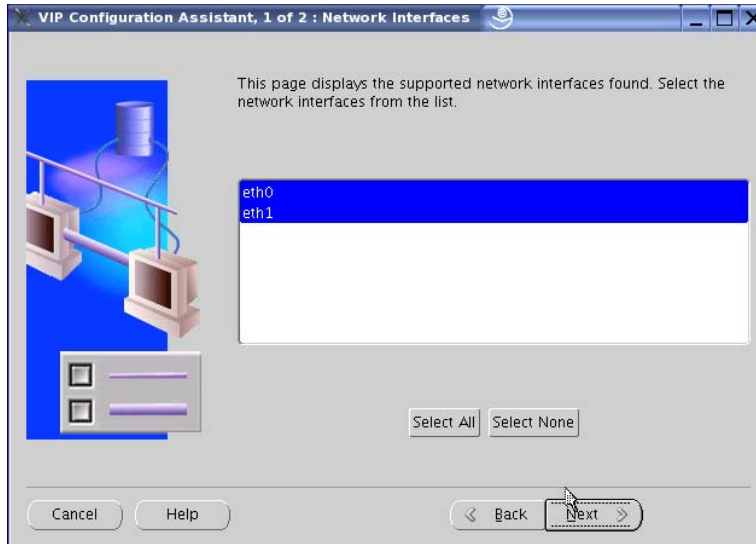 VIP Configuration Assistant, 1 of 2 : Network Interfaces
This page displays the supported network interfaces found. Select the
network interfaces from the list.
eth0
eth1
Select All Select None
Cancel Help Back Next